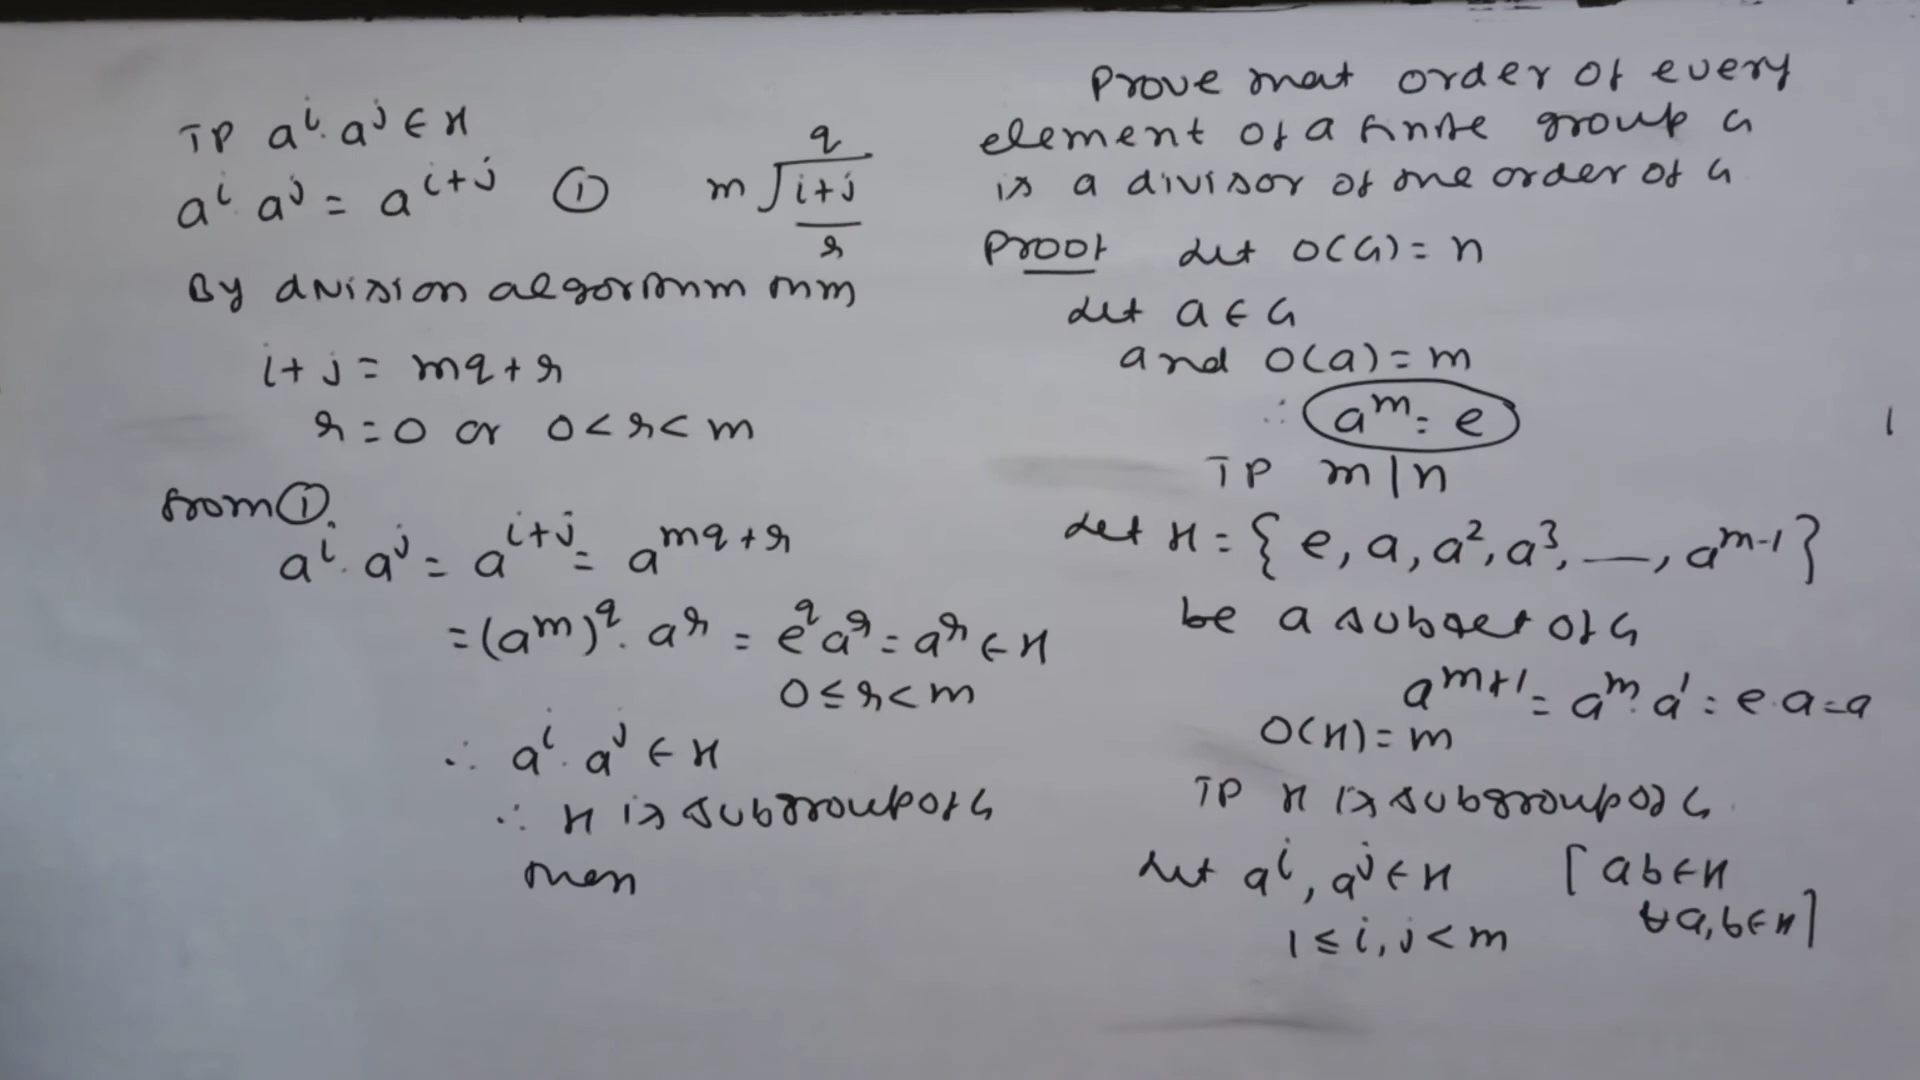 Prove that order of every
element of a finite group G
is a divisor of the order of G
Proof Let O(G) = n
Let a ∈ G
and O(a) = m
∴ a^m = e
TP m | n
Let H = { e, a, a², a³, —, a^{m-1} }
be a subset of G
a^{m+1} = a^m · a^1 = e·a = a
O(H) = m
TP H is subgroup of G
Let a^i, a^j ∈ H [ab ∈ H
1 ≤ i, j < m ∀ a, b ∈ H]
TP a^i · a^j ∈ H
a^i · a^j = a^{i+j} ①
q
m √i+j
r
By division algorithm thm
i + j = mq + r
r = 0 or 0 < r < m
from ①,
a^i · a^j = a^{i+j} = a^{mq+r}
= (a^m)^q · a^r = e^q a^r = a^r ∈ H
0 ≤ r < m
∴ a^i · a^j ∈ H
∴ H is subgroup of G
then